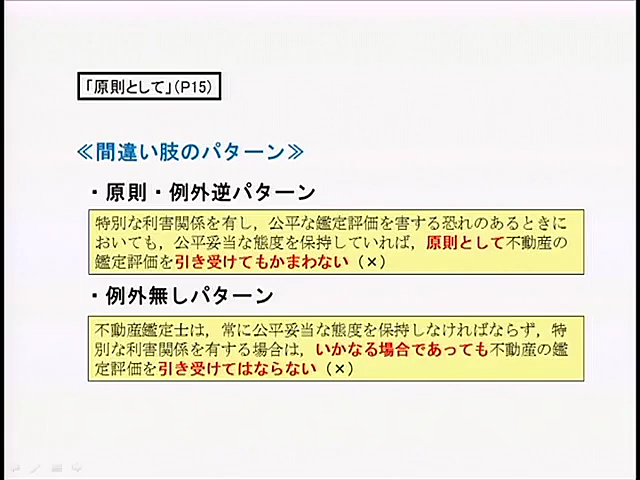 「原則として」(P15)
≪間違い肢のパターン≫
・原則・例外逆パターン
特別な利害関係を有し，公平な鑑定評価を害する恐れのあるときに
おいても，公平妥当な態度を保持していれば，原則として不動産の
鑑定評価を引き受けてもかまわない（×）
・例外無しパターン
不動産鑑定士は，常に公平妥当な態度を保持しなければならず，特
別な利害関係を有する場合は，いかなる場合であっても不動産の鑑
定評価を引き受けてはならない（×）